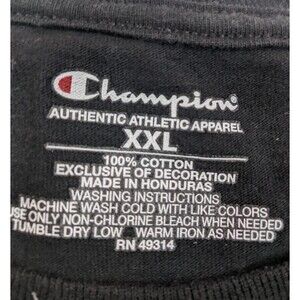 Champion
AUTHENTIC ATHLETIC APPAREL
XXL
100% COTTON
EXCLUSIVE OF DECORATION
MADE IN HONDURAS
WASHING INSTRUCTIONS
MACHINE WASH COLD WITH LIKE COLORS
USE ONLY NON-CHLORINE BLEACH WHEN NEEDED
TUMBLE DRY LOW WARM IRON AS NEEDED
RN 49314